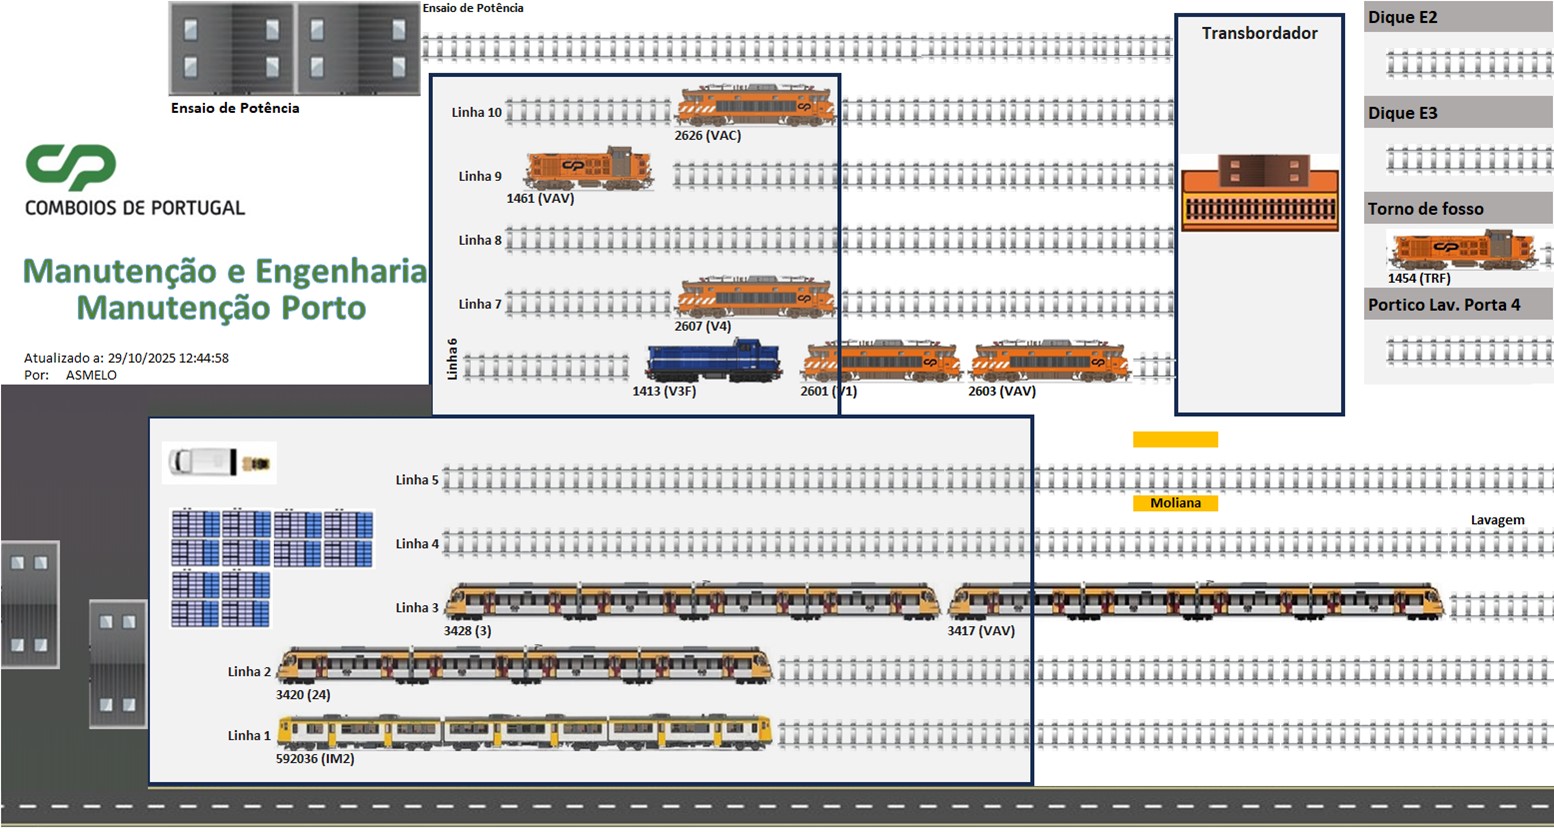 Ensaio de Potência
Ensaio de Potência
Transbordador
Dique E2
Dique E3
Torno de fosso
1454 (TRF)
Portico Lav. Porta 4
CP
COMBOIOS DE PORTUGAL
Manutenção e Engenharia
Manutenção Porto
Atualizado a: 29/10/2025 12:44:58
Por: ASMELO
Linha 10
2626 (VAC)
Linha 9
1461 (VAV)
Linha 8
Linha 7
2607 (V4)
Linha 6
1413 (V3F)
2601 (V1)
2603 (VAV)
Linha 5
Moliana
Linha 4
Lavagem
Linha 3
3428 (3)
3417 (VAV)
Linha 2
3420 (24)
Linha 1
592036 (IM2)